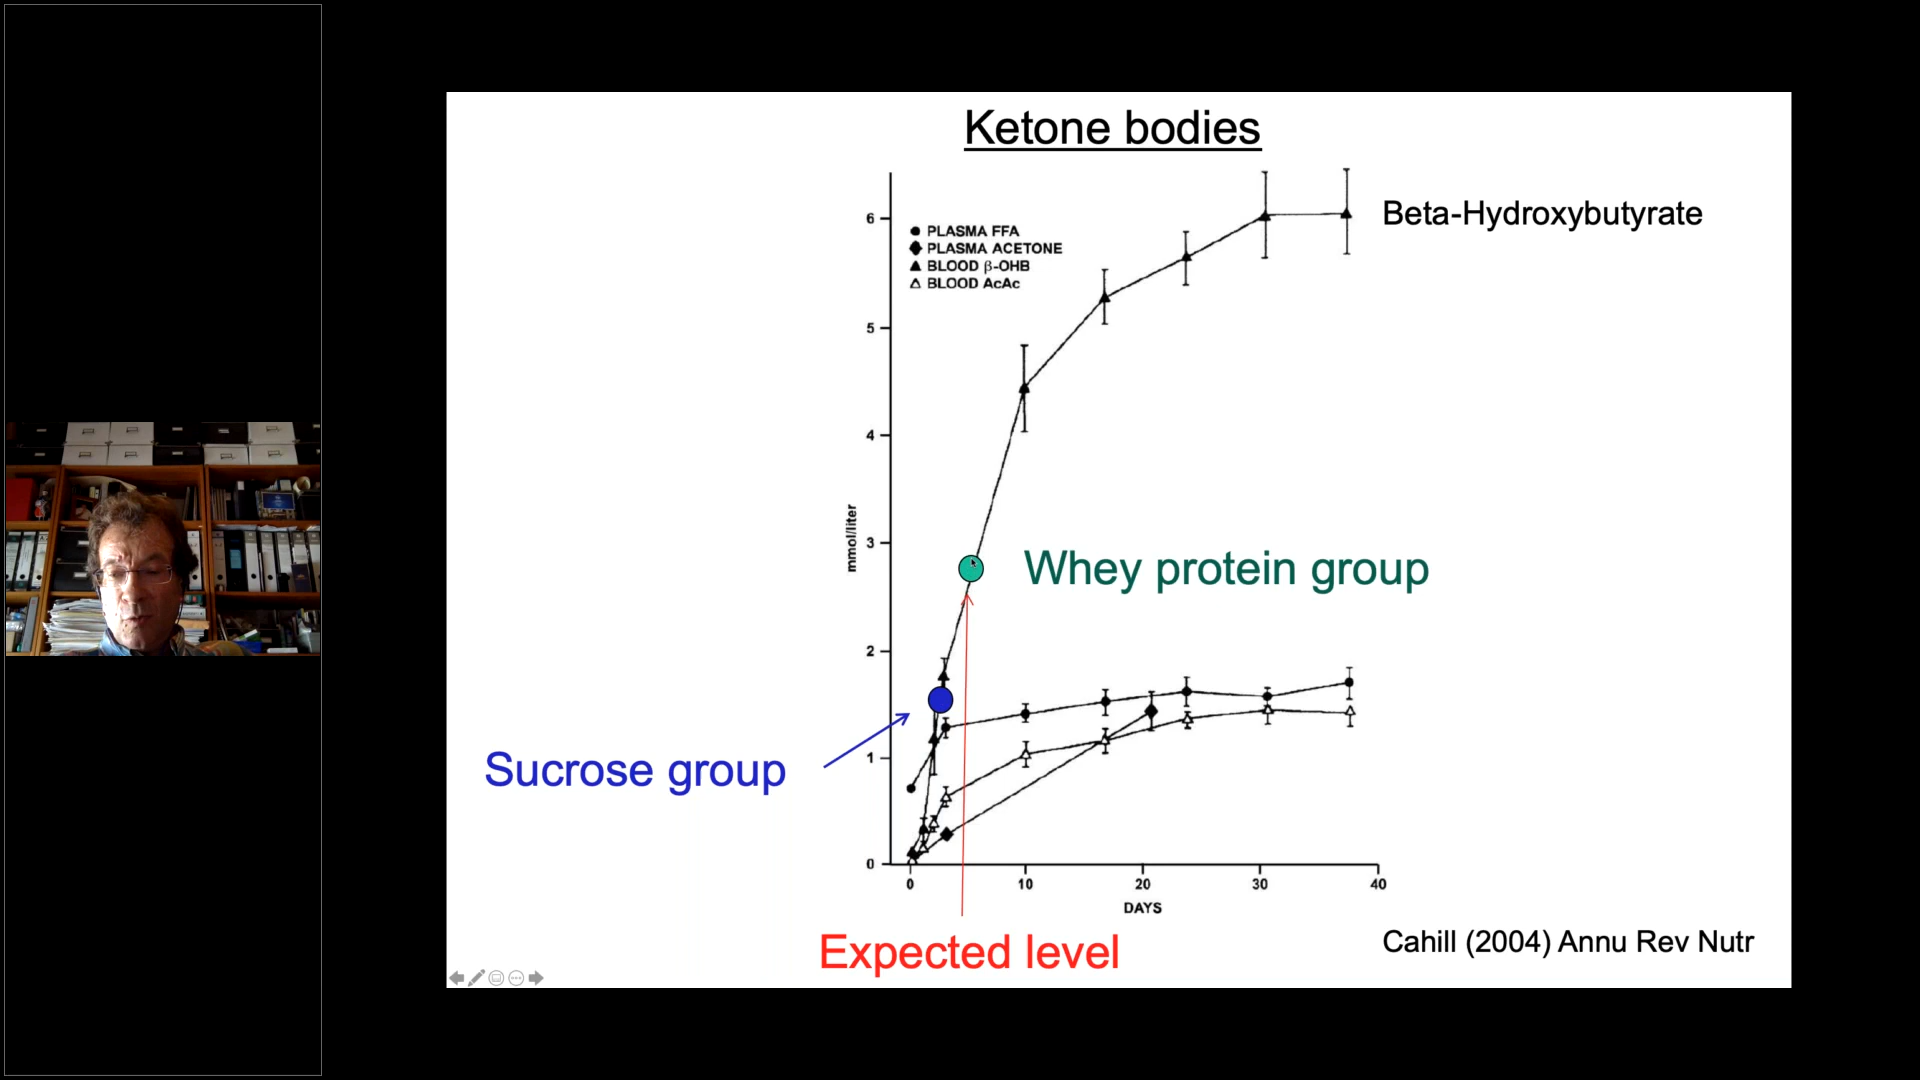 Ketone bodies
Beta-Hydroxybutyrate
6
PLASMA FFA
PLASMA ACETONE
BLOOD β-OHB
BLOOD AcAc
5
4
mmol/liter
3
Whey protein group
2
Sucrose group
1
0
0 10 20 30 40
DAYS
Expected level
Cahill (2004) Annu Rev Nutr